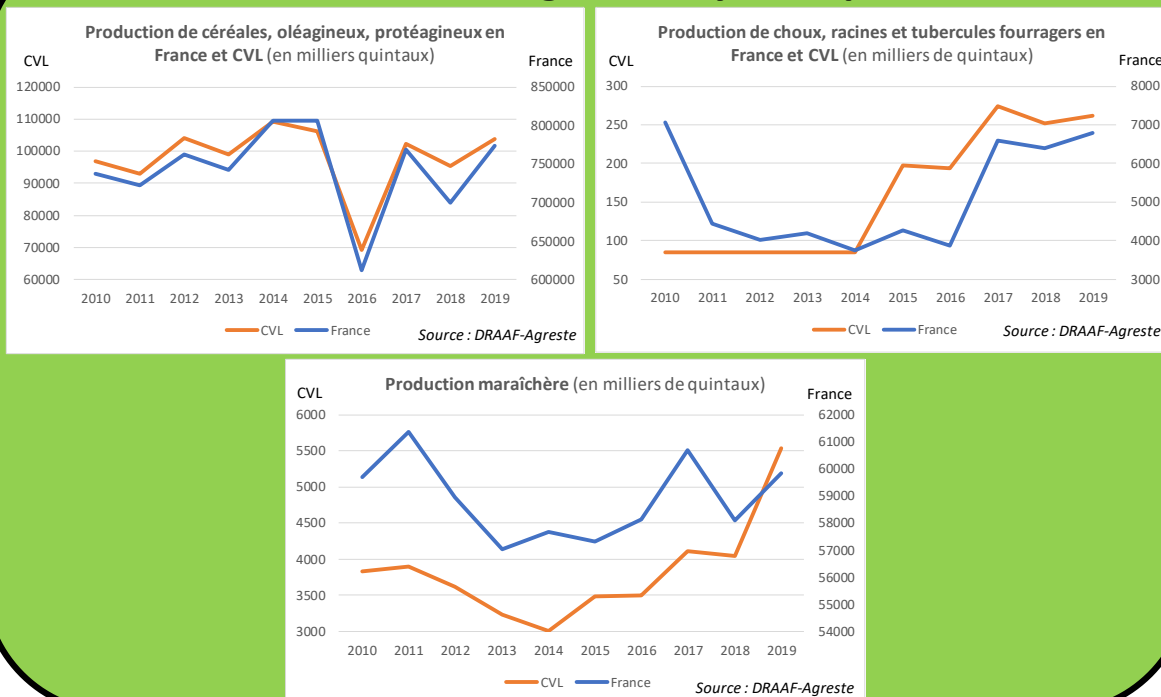 Production de céréales, oléagineux, protéagineux en
France et CVL (en milliers quintaux)
CVL
France
120000
110000
100000
90000
80000
70000
60000
850000
800000
750000
700000
650000
600000
2010 2011 2012 2013 2014 2015 2016 2017 2018 2019
CVL France
Source : DRAAF-Agreste
Production de choux, racines et tubercules fourragers en
France et CVL (en milliers de quintaux)
CVL
France
300
250
200
150
100
50
8000
7000
6000
5000
4000
3000
2010 2011 2012 2013 2014 2015 2016 2017 2018 2019
CVL France
Source : DRAAF-Agreste
Production maraîchère (en milliers de quintaux)
CVL
France
6000
5500
5000
4500
4000
3500
3000
62000
61000
60000
59000
58000
57000
56000
55000
54000
2010 2011 2012 2013 2014 2015 2016 2017 2018 2019
CVL France
Source : DRAAF-Agreste